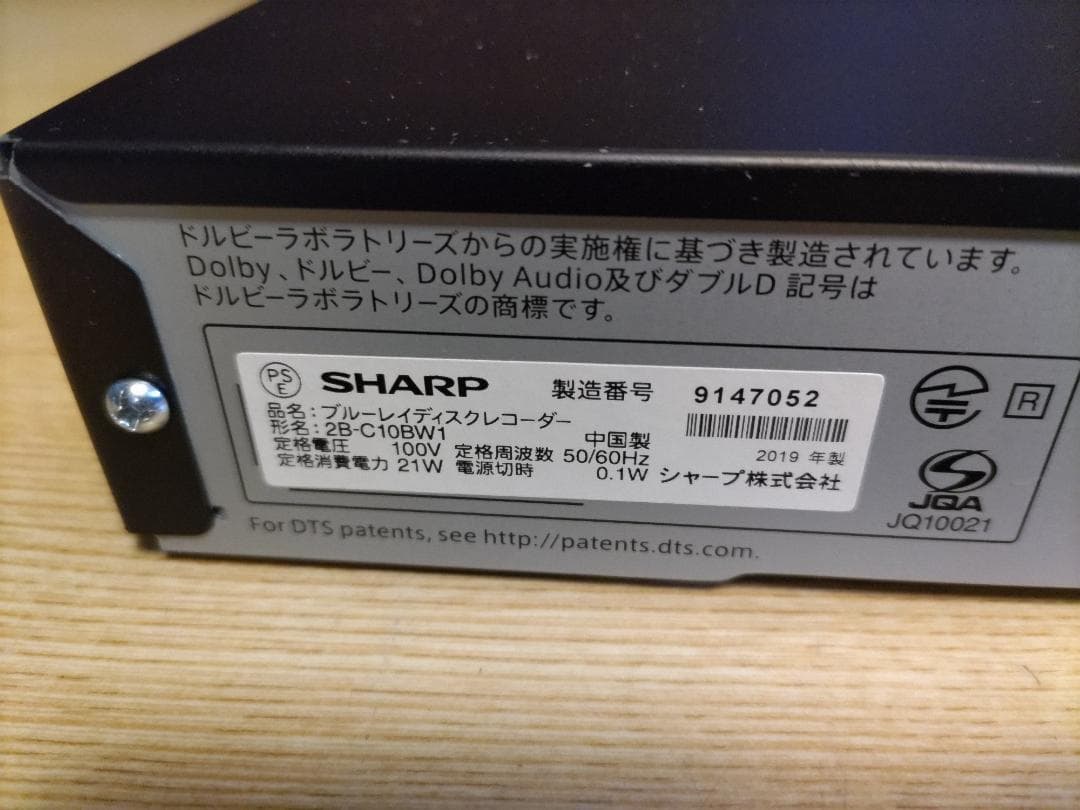 ドルビーラボラトリーズからの実施権に基づき製造されています。
Dolby、ドルビー、Dolby Audio及びダブルD 記号は
ドルビーラボラトリーズの商標です。
PS
E
SHARP 製造番号 9147052
品名：ブルーレイディスクレコーダー
形名：2B-C10BW1 中国製
定格電圧 100V 定格周波数 50/60Hz 2019 年製
定格消費電力 21W 電源切時 0.1W シャープ株式会社
R
JQA
JQ10021
For DTS patents, see http://patents.dts.com.